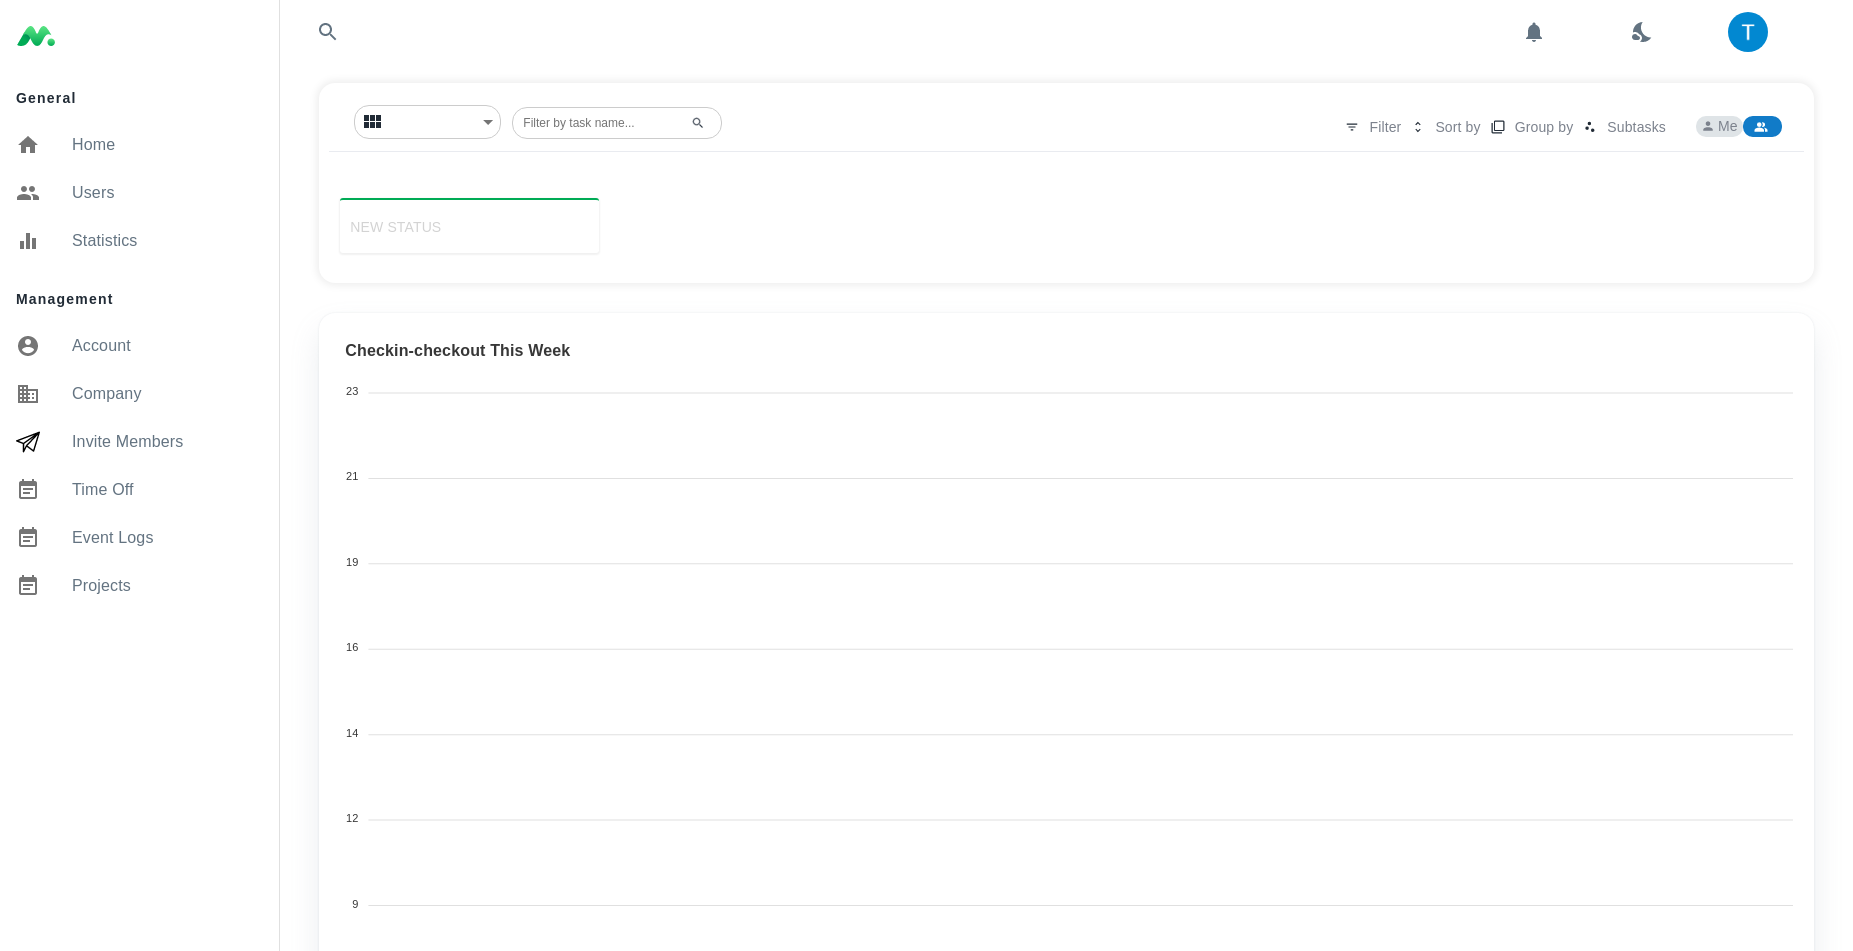 T
General
Home
Users
Statistics
Management
Account
Company
Invite Members
Time Off
Event Logs
Projects
Filter by task name...
Filter
Sort by
Group by
Subtasks
Me
NEW STATUS
Checkin-checkout This Week
23
21
19
16
14
12
9